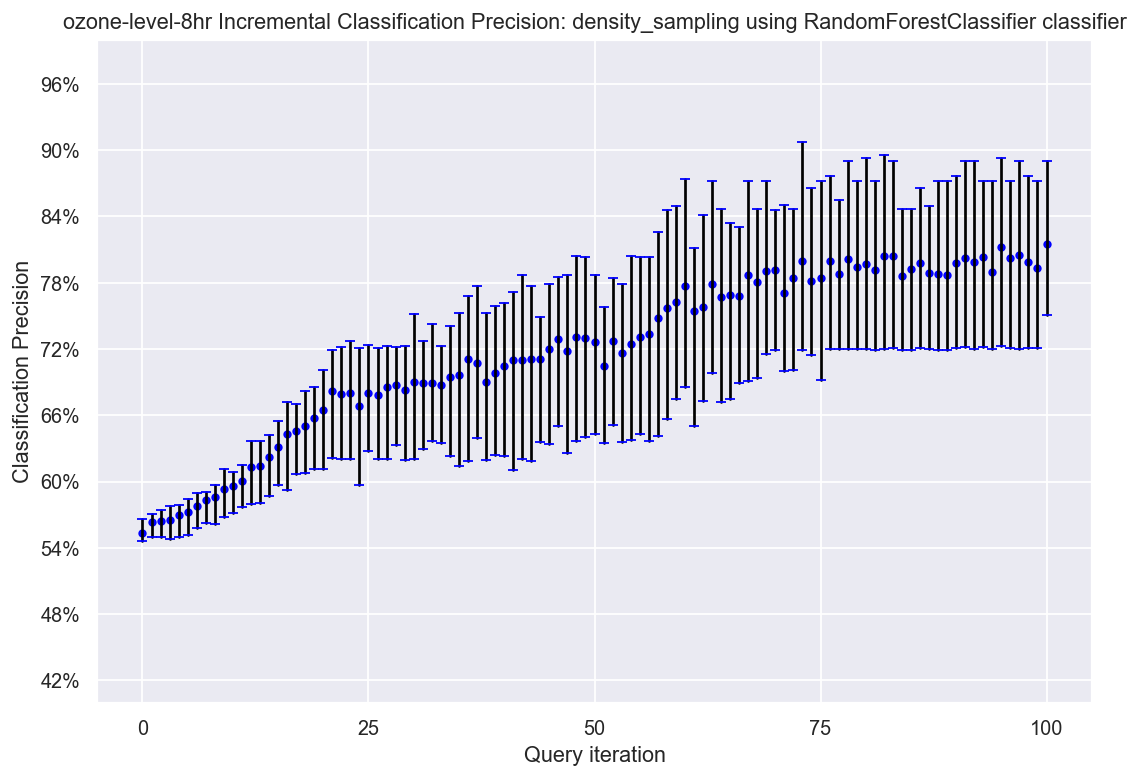 ozone-level-8hr Incremental Classification Precision: density_sampling using RandomForestClassifier classifier
96%
90%
84%
78%
72%
66%
60%
54%
48%
42%
Classification Precision
0 25 50 75 100
Query iteration